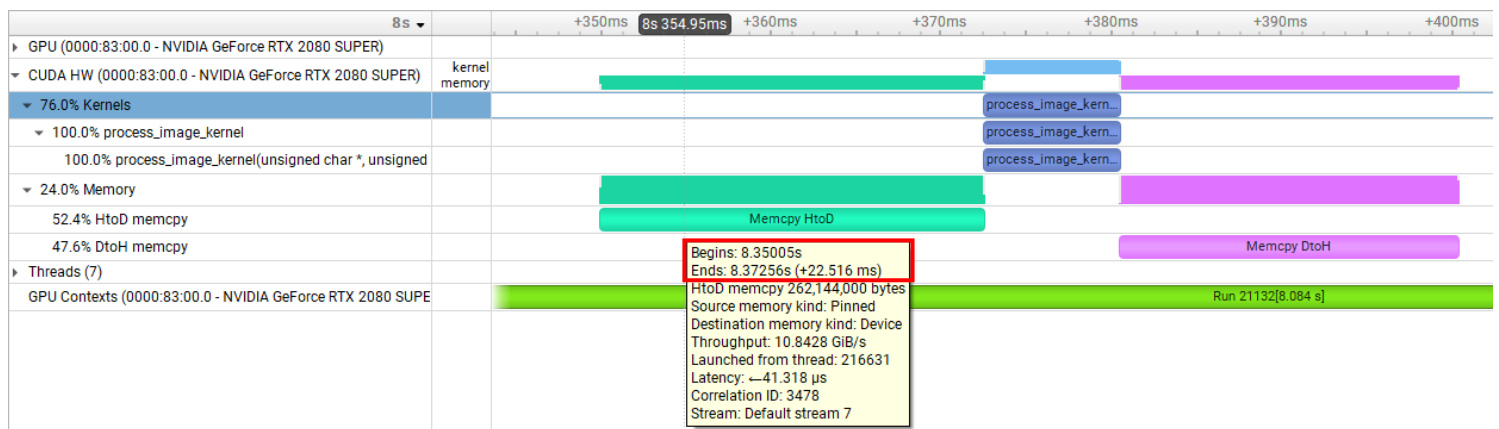 8s
+350ms
8s 354.95ms
+360ms
+370ms
+380ms
+390ms
+400ms
GPU (0000:83:00.0 - NVIDIA GeForce RTX 2080 SUPER)
CUDA HW (0000:83:00.0 - NVIDIA GeForce RTX 2080 SUPER)
kernel
memory
76.0% Kernels
process_image_kern...
100.0% process_image_kernel
process_image_kern...
100.0% process_image_kernel(unsigned char *, unsigned
process_image_kern...
24.0% Memory
52.4% HtoD memcpy
Memcpy HtoD
47.6% DtoH memcpy
Memcpy DtoH
Threads (7)
GPU Contexts (0000:83:00.0 - NVIDIA GeForce RTX 2080 SUPE
Run 21132[8.084 s]
Begins: 8.35005s
Ends: 8.37256s (+22.516 ms)
HtoD memcpy 262,144,000 bytes
Source memory kind: Pinned
Destination memory kind: Device
Throughput: 10.8428 GiB/s
Launched from thread: 216631
Latency: ←41.318 μs
Correlation ID: 3478
Stream: Default stream 7